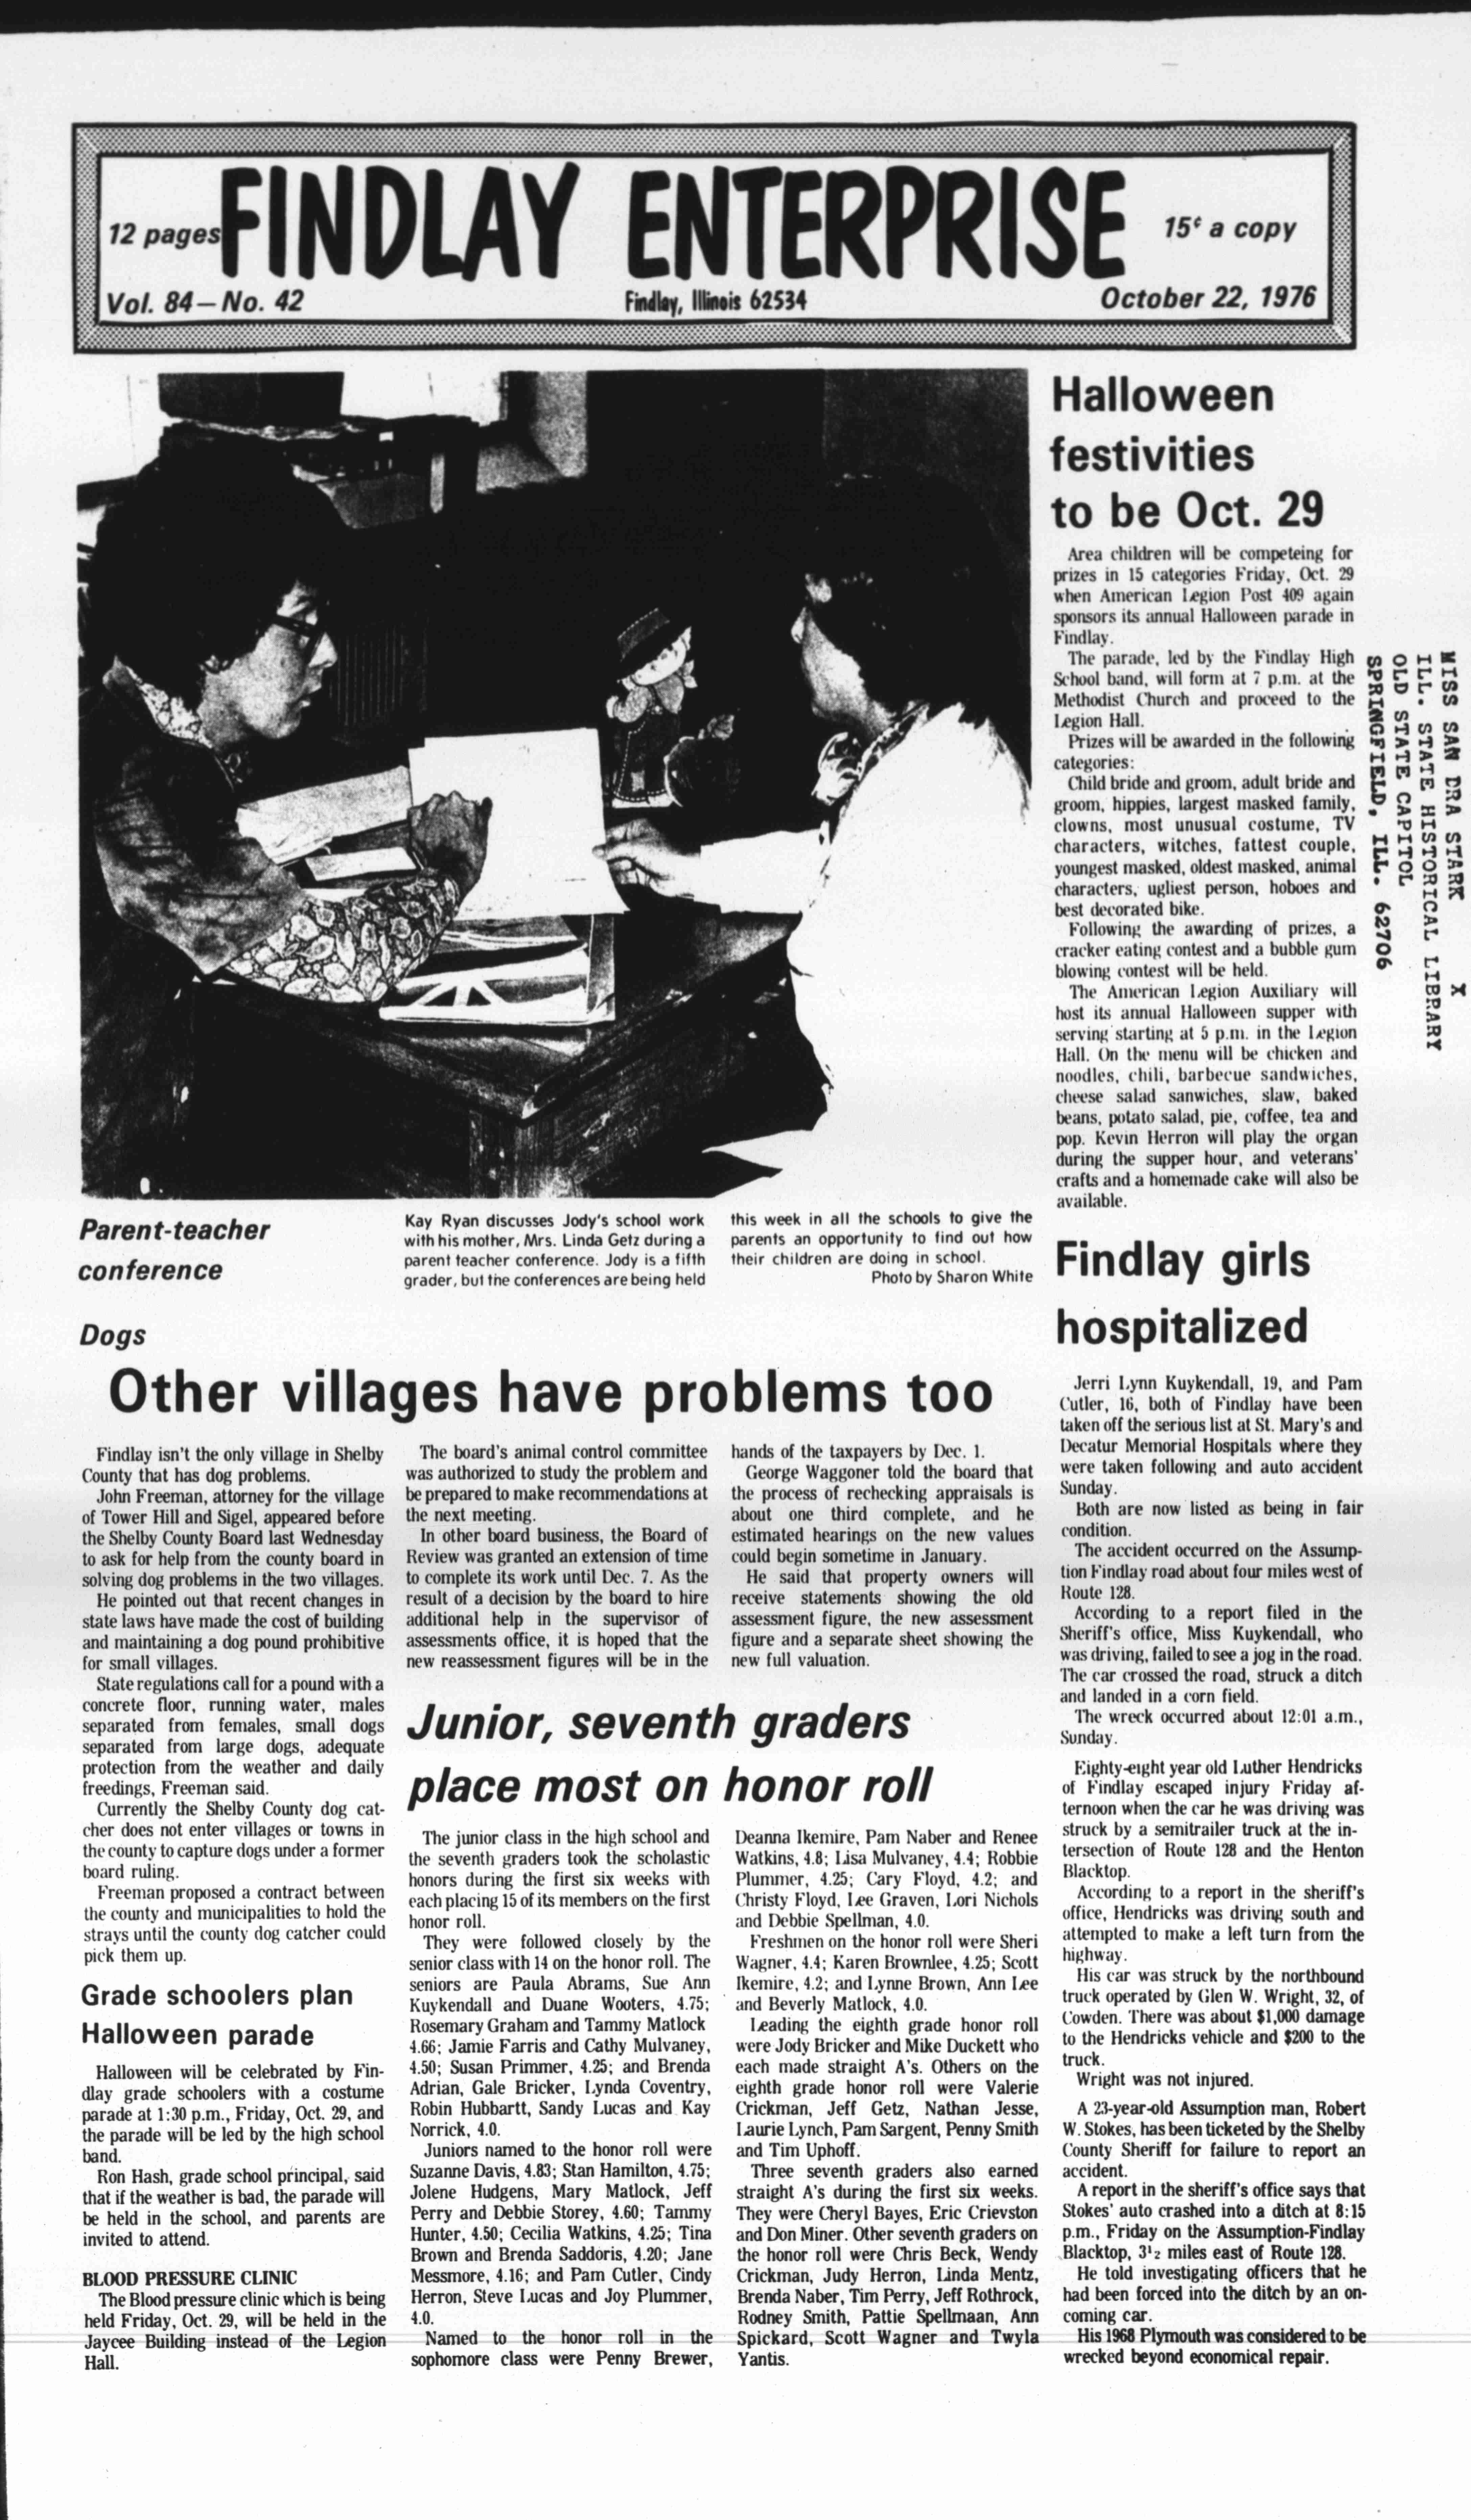 12 pages
FINDLAY ENTERPRISE
15¢ a copy
Vol. 84—No. 42
Findlay, Illinois 62534
October 22, 1976
Parent-teacher
conference
Kay Ryan discusses Jody's school work
with his mother, Mrs. Linda Getz during a
parent teacher conference. Jody is a fifth
grader, but the conferences are being held
this week in all the schools to give the
parents an opportunity to find out how
their children are doing in school.
Photo by Sharon White
Dogs
Other villages have problems too
Findlay isn't the only village in Shelby
County that has dog problems.
John Freeman, attorney for the village
of Tower Hill and Sigel, appeared before
the Shelby County Board last Wednesday
to ask for help from the county board in
solving dog problems in the two villages.
He pointed out that recent changes in
state laws have made the cost of building
and maintaining a dog pound prohibitive
for small villages.
State regulations call for a pound with a
concrete floor, running water, males
separated from females, small dogs
separated from large dogs, adequate
protection from the weather and daily
freedings, Freeman said.
Currently the Shelby County dog cat-
cher does not enter villages or towns in
the county to capture dogs under a former
board ruling.
Freeman proposed a contract between
the county and municipalities to hold the
strays until the county dog catcher could
pick them up.
The board's animal control committee
was authorized to study the problem and
be prepared to make recommendations at
the next meeting.
In other board business, the Board of
Review was granted an extension of time
to complete its work until Dec. 7. As the
result of a decision by the board to hire
additional help in the supervisor of
assessments office, it is hoped that the
new reassessment figures will be in the
hands of the taxpayers by Dec. 1.
George Waggoner told the board that
the process of rechecking appraisals is
about one third complete, and he
estimated hearings on the new values
could begin sometime in January.
He said that property owners will
receive statements showing the old
assessment figure, the new assessment
figure and a separate sheet showing the
new full valuation.
Grade schoolers plan
Halloween parade
Halloween will be celebrated by Fin-
dlay grade schoolers with a costume
parade at 1:30 p.m., Friday, Oct. 29, and
the parade will be led by the high school
band.
Ron Hash, grade school principal, said
that if the weather is bad, the parade will
be held in the school, and parents are
invited to attend.
BLOOD PRESSURE CLINIC
The Blood pressure clinic which is being
held Friday, Oct. 29, will be held in the
Jaycee Building instead of the Legion
Hall.
Junior, seventh graders
place most on honor roll
The junior class in the high school and
the seventh graders took the scholastic
honors during the first six weeks with
each placing 15 of its members on the first
honor roll.
They were followed closely by the
senior class with 14 on the honor roll. The
seniors are Paula Abrams, Sue Ann
Kuykendall and Duane Wooters, 4.75;
Rosemary Graham and Tammy Matlock
4.66; Jamie Farris and Cathy Mulvaney,
4.50; Susan Primmer, 4.25; and Brenda
Adrian, Gale Bricker, Lynda Coventry,
Robin Hubbartt, Sandy Lucas and Kay
Norrick, 4.0.
Juniors named to the honor roll were
Suzanne Davis, 4.83; Stan Hamilton, 4.75;
Jolene Hudgens, Mary Matlock, Jeff
Perry and Debbie Storey, 4.60; Tammy
Hunter, 4.50; Cecilia Watkins, 4.25; Tina
Brown and Brenda Saddoris, 4.20; Jane
Messmore, 4.16; and Pam Cutler, Cindy
Herron, Steve Lucas and Joy Plummer,
4.0.
Named to the honor roll in the
sophomore class were Penny Brewer,
Deanna Ikemire, Pam Naber and Renee
Watkins, 4.8; Lisa Mulvaney, 4.4; Robbie
Plummer, 4.25; Cary Floyd, 4.2; and
Christy Floyd, Lee Graven, Lori Nichols
and Debbie Spellman, 4.0.
Freshmen on the honor roll were Sheri
Wagner, 4.4; Karen Brownlee, 4.25; Scott
Ikemire, 4.2; and Lynne Brown, Ann Lee
and Beverly Matlock, 4.0.
Leading the eighth grade honor roll
were Jody Bricker and Mike Duckett who
each made straight A's. Others on the
eighth grade honor roll were Valerie
Crickman, Jeff Getz, Nathan Jesse,
Laurie Lynch, Pam Sargent, Penny Smith
and Tim Uphoff.
Three seventh graders also earned
straight A's during the first six weeks.
They were Cheryl Bayes, Eric Crievston
and Don Miner. Other seventh graders on
the honor roll were Chris Beck, Wendy
Crickman, Judy Herron, Linda Mentz,
Brenda Naber, Tim Perry, Jeff Rothrock,
Rodney Smith, Pattie Spellmaan, Ann
Spickard, Scott Wagner and Twyla
Yantis.
Halloween
festivities
to be Oct. 29
Area children will be competeing for
prizes in 15 categories Friday, Oct. 29
when American Legion Post 409 again
sponsors its annual Halloween parade in
Findlay.
The parade, led by the Findlay High
School band, will form at 7 p.m. at the
Methodist Church and proceed to the
Legion Hall.
Prizes will be awarded in the following
categories:
Child bride and groom, adult bride and
groom, hippies, largest masked family,
clowns, most unusual costume, TV
characters, witches, fattest couple,
youngest masked, oldest masked, animal
characters, ugliest person, hoboes and
best decorated bike.
Following the awarding of prizes, a
cracker eating contest and a bubble gum
blowing contest will be held.
The American Legion Auxiliary will
host its annual Halloween supper with
serving starting at 5 p.m. in the Legion
Hall. On the menu will be chicken and
noodles, chili, barbecue sandwiches,
cheese salad sanwiches, slaw, baked
beans, potato salad, pie, coffee, tea and
pop. Kevin Herron will play the organ
during the supper hour, and veterans'
crafts and a homemade cake will also be
available.
Findlay girls
hospitalized
Jerri Lynn Kuykendall, 19, and Pam
Cutler, 16, both of Findlay have been
taken off the serious list at St. Mary's and
Decatur Memorial Hospitals where they
were taken following and auto accident
Sunday.
Both are now listed as being in fair
condition.
The accident occurred on the Assump-
tion Findlay road about four miles west of
Route 128.
According to a report filed in the
Sheriff's office, Miss Kuykendall, who
was driving, failed to see a jog in the road.
The car crossed the road, struck a ditch
and landed in a corn field.
The wreck occurred about 12:01 a.m.,
Sunday.
Eighty-eight year old Luther Hendricks
of Findlay escaped injury Friday af-
ternoon when the car he was driving was
struck by a semitrailer truck at the in-
tersection of Route 128 and the Henton
Blacktop.
According to a report in the sheriff's
office, Hendricks was driving south and
attempted to make a left turn from the
highway.
His car was struck by the northbound
truck operated by Glen W. Wright, 32, of
Cowden. There was about $1,000 damage
to the Hendricks vehicle and $200 to the
truck.
Wright was not injured.
A 23-year-old Assumption man, Robert
W. Stokes, has been ticketed by the Shelby
County Sheriff for failure to report an
accident.
A report in the sheriff's office says that
Stokes' auto crashed into a ditch at 8:15
p.m., Friday on the Assumption-Findlay
Blacktop, 3½ miles east of Route 128.
He told investigating officers that he
had been forced into the ditch by an on-
coming car.
His 1968 Plymouth was considered to be
wrecked beyond economical repair.
MISS SAN DRA STARK X
ILL. STATE HISTORICAL LIBRARY
OLD STATE CAPITOL
SPRINGFIELD, ILL. 62706